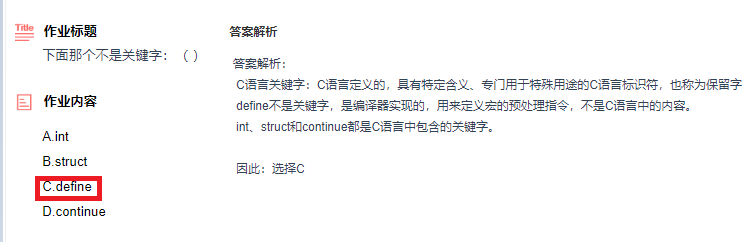 Title 作业标题
下面那个不是关键字：（ ）
作业内容
A.int
B.struct
C.define
D.continue
答案解析
答案解析：
C语言关键字：C语言定义的，具有特定含义、专门用于特殊用途的C语言标识符，也称为保留字
define不是关键字，是编译器实现的，用来定义宏的预处理指令，不是C语言中的内容。
int、struct和continue都是C语言中包含的关键字。
因此：选择C